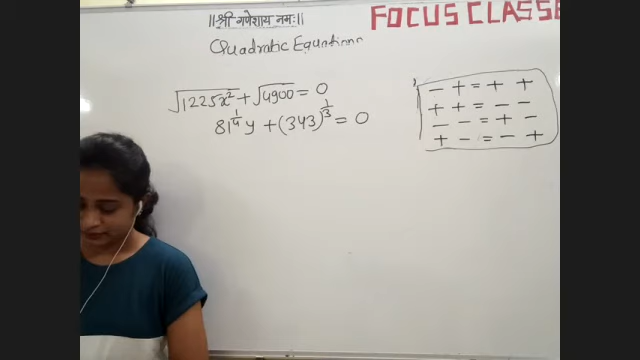 ॥श्री गणेशाय नमः॥
FOCUS CLASSE
Quadratic Equations
√1225x² + √4900 = 0
81^(1/4) y + (343)^(1/3) = 0
- + = + +
+ + = - -
- - = + -
+ - = - +